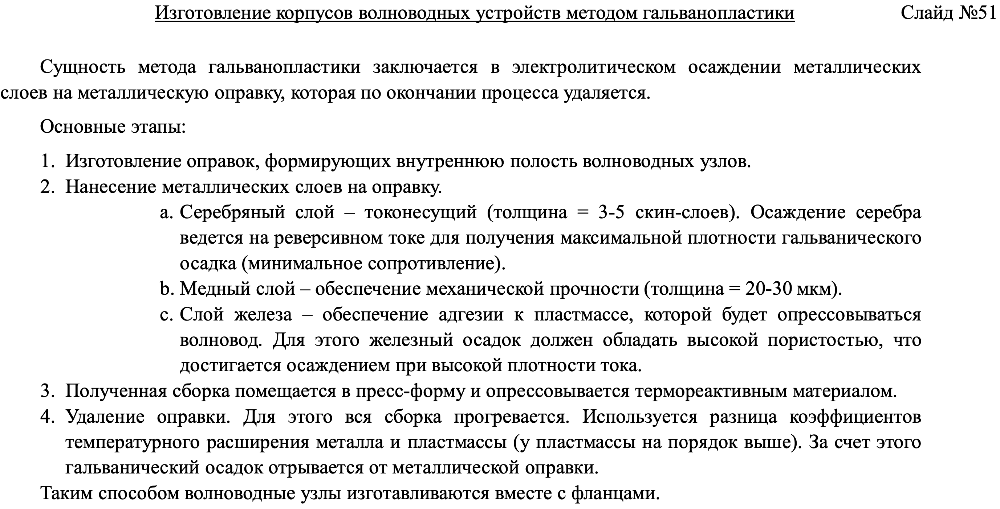 Изготовление корпусов волноводных устройств методом гальванопластики Слайд №51
Сущность метода гальванопластики заключается в электролитическом осаждении металлических
слоев на металлическую оправку, которая по окончании процесса удаляется.
Основные этапы:
1. Изготовление оправок, формирующих внутреннюю полость волноводных узлов.
2. Нанесение металлических слоев на оправку.
a. Серебряный слой – токонесущий (толщина = 3-5 скин-слоев). Осаждение серебра
ведется на реверсивном токе для получения максимальной плотности гальванического
осадка (минимальное сопротивление).
b. Медный слой – обеспечение механической прочности (толщина = 20-30 мкм).
c. Слой железа – обеспечение адгезии к пластмассе, которой будет опрессовываться
волновод. Для этого железный осадок должен обладать высокой пористостью, что
достигается осаждением при высокой плотности тока.
3. Полученная сборка помещается в пресс-форму и опрессовывается термореактивным материалом.
4. Удаление оправки. Для этого вся сборка прогревается. Используется разница коэффициентов
температурного расширения металла и пластмассы (у пластмассы на порядок выше). За счет этого
гальванический осадок отрывается от металлической оправки.
Таким способом волноводные узлы изготавливаются вместе с фланцами.